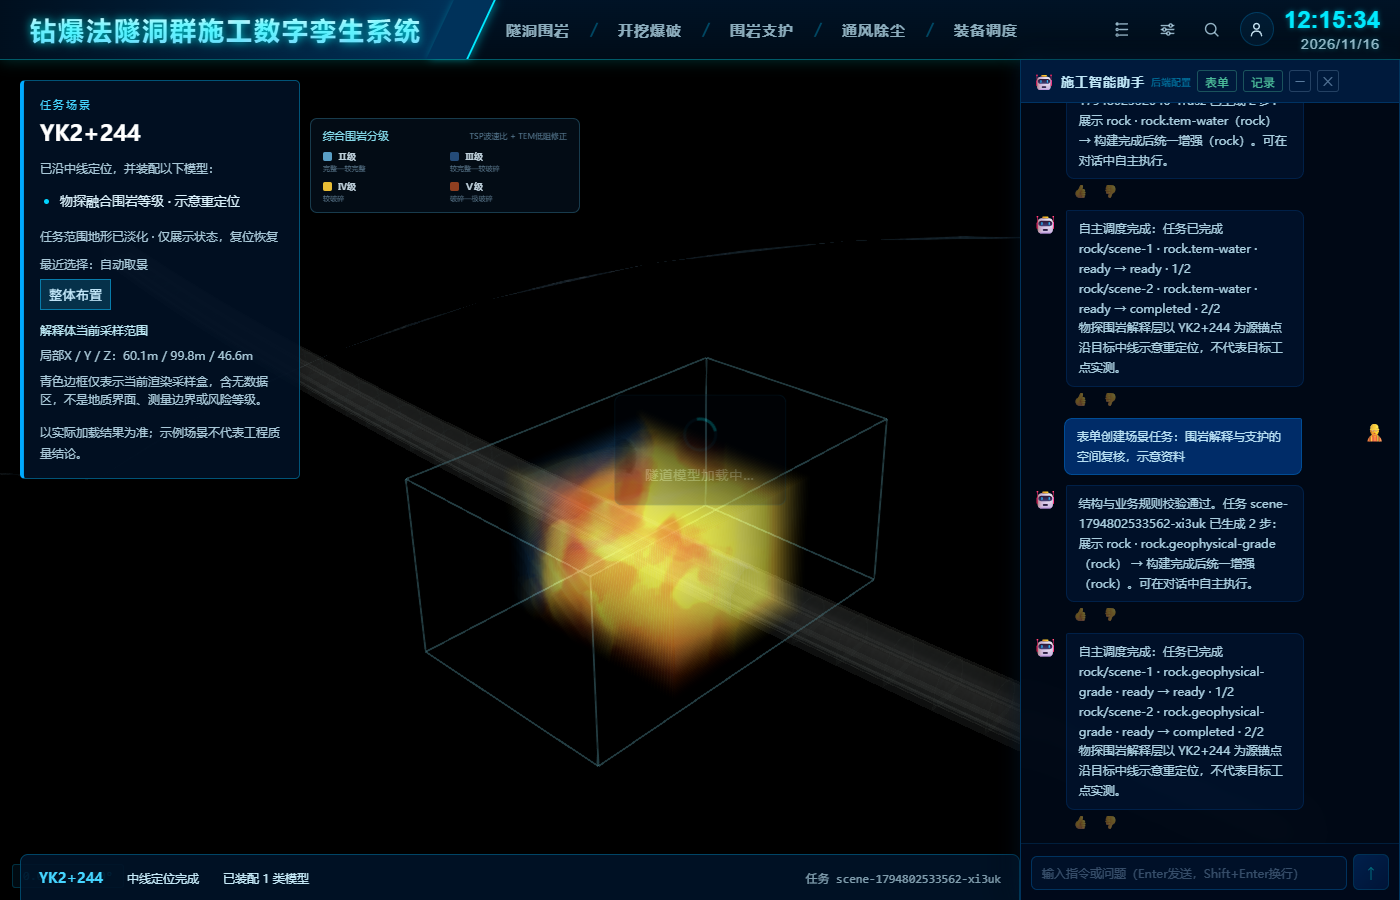 钻爆法隧洞群施工数字孪生系统
隧洞围岩 / 开挖爆破 / 围岩支护 / 通风除尘 / 装备调度
12:15:34
2026/11/16
任务场景
YK2+244
已沿中线定位，并装配以下模型：
• 物探融合围岩等级 · 示意重定位
任务范围地形已淡化 · 仅展示状态，复位恢复
最近选择：自动取景
整体布置
解释体当前采样范围
局部X / Y / Z：60.1m / 99.8m / 46.6m
青色边框仅表示当前渲染采样盒，含无数据
区，不是地质界面、测量边界或风险等级。
以实际加载结果为准；示例场景不代表工程质
量结论。
综合围岩分级 TSP波速比 + TEM低阻修正
II级 III级
完整—较完整 较完整—较破碎
IV级 V级
较破碎 破碎—极破碎
隧道模型加载中...
施工智能助手 后端配置 表单 记录
展示 rock · rock.tem-water（rock）
→ 构建完成后统一增强（rock）。可在
对话中自主执行。
自主调度完成：任务已完成
rock/scene-1 · rock.tem-water ·
ready → ready · 1/2
rock/scene-2 · rock.tem-water ·
ready → completed · 2/2
物探围岩解释层以 YK2+244 为源锚点
沿目标中线示意重定位，不代表目标工
点实测。
表单创建场景任务：围岩解释与支护的
空间复核，示意资料
结构与业务规则校验通过。任务 scene-
1794802533562-xi3uk 已生成 2 步：
展示 rock · rock.geophysical-grade
（rock） → 构建完成后统一增强
（rock）。可在对话中自主执行。
自主调度完成：任务已完成
rock/scene-1 · rock.geophysical-
grade · ready → ready · 1/2
rock/scene-2 · rock.geophysical-
grade · ready → completed · 2/2
物探围岩解释层以 YK2+244 为源锚点
沿目标中线示意重定位，不代表目标工
点实测。
输入指令或问题（Enter发送，Shift+Enter换行）
YK2+244 中线定位完成 已装配 1 类模型
任务 scene-1794802533562-xi3uk